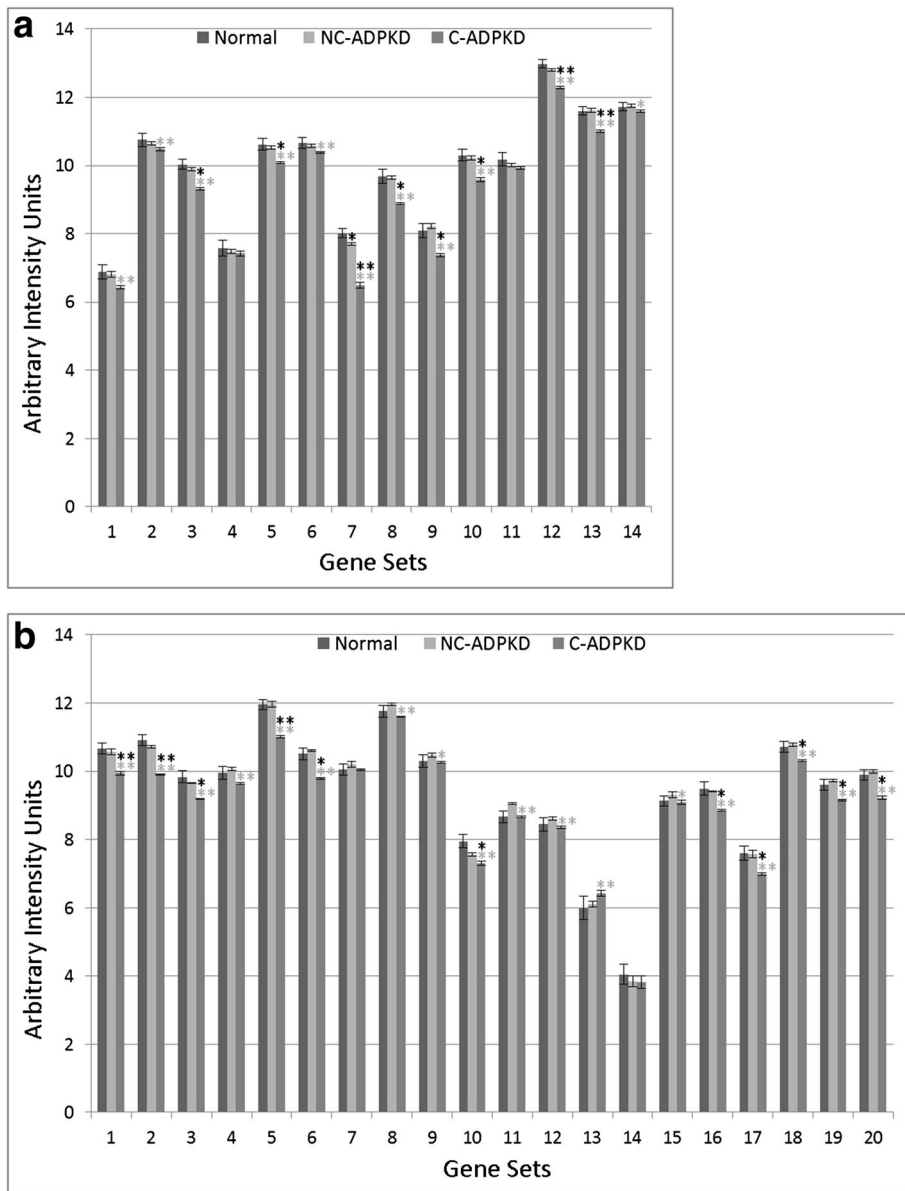 a
14
Normal NC-ADPKD C-ADPKD
12
10
8
6
4
2
0
Arbitrary Intensity Units
** ** * ** ** * ** ** * ** ** * ** * ** * ** ** ** ** ** *
1 2 3 4 5 6 7 8 9 10 11 12 13 14
Gene Sets
b
14
Normal NC-ADPKD C-ADPKD
12
10
8
6
4
2
0
Arbitrary Intensity Units
** ** ** ** * ** ** ** ** * ** ** * * ** ** ** ** * * ** * ** * ** * ** * **
1 2 3 4 5 6 7 8 9 10 11 12 13 14 15 16 17 18 19 20
Gene Sets